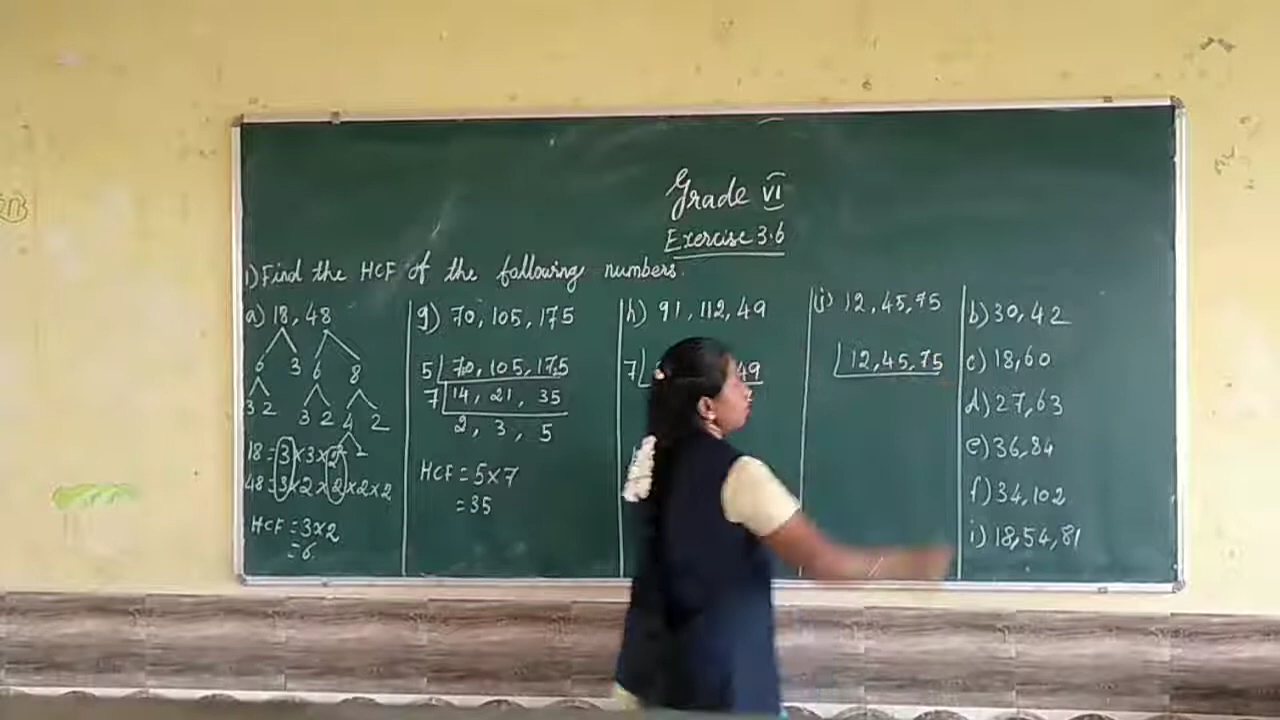 Grade VI
Exercise 3.6
1) Find the HCF of the following numbers.
a) 18, 48
6 3 6 8
3 2 3 2 4 2
2
18 = 3 × 3 × 2
48 = 3 × 2 × 2 × 2 × 2
HCF = 3 × 2
= 6
g) 70, 105, 175
5 | 70, 105, 175
7 | 14, 21, 35
2, 3, 5
HCF = 5 × 7
= 35
h) 91, 112, 49
7 | 49
j) 12, 45, 75
12, 45, 75
b) 30, 42
c) 18, 60
d) 27, 63
e) 36, 84
f) 34, 102
i) 18, 54, 81